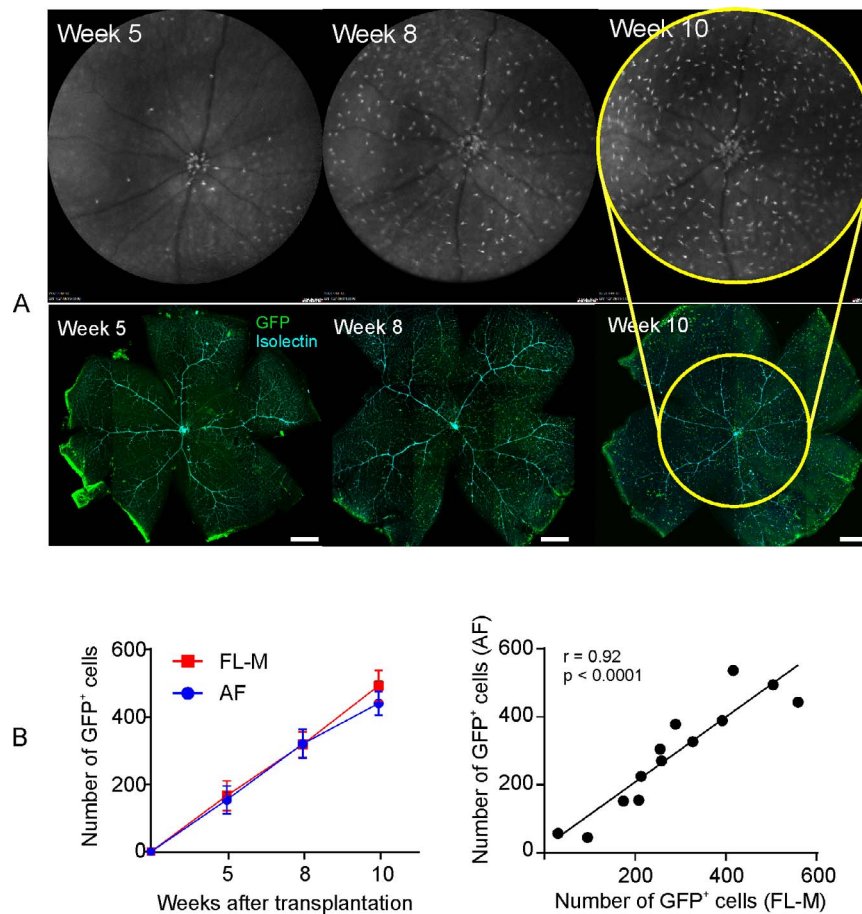 Week 5
Week 8
Week 10
A
Week 5
GFP
Isolectin
Week 8
Week 10
B
Number of GFP⁺ cells
600
400
200
0
FL-M
AF
5
8
10
Weeks after transplantation
Number of GFP⁺ cells (AF)
600
400
200
0
r = 0.92
p < 0.0001
200
400
600
Number of GFP⁺ cells (FL-M)